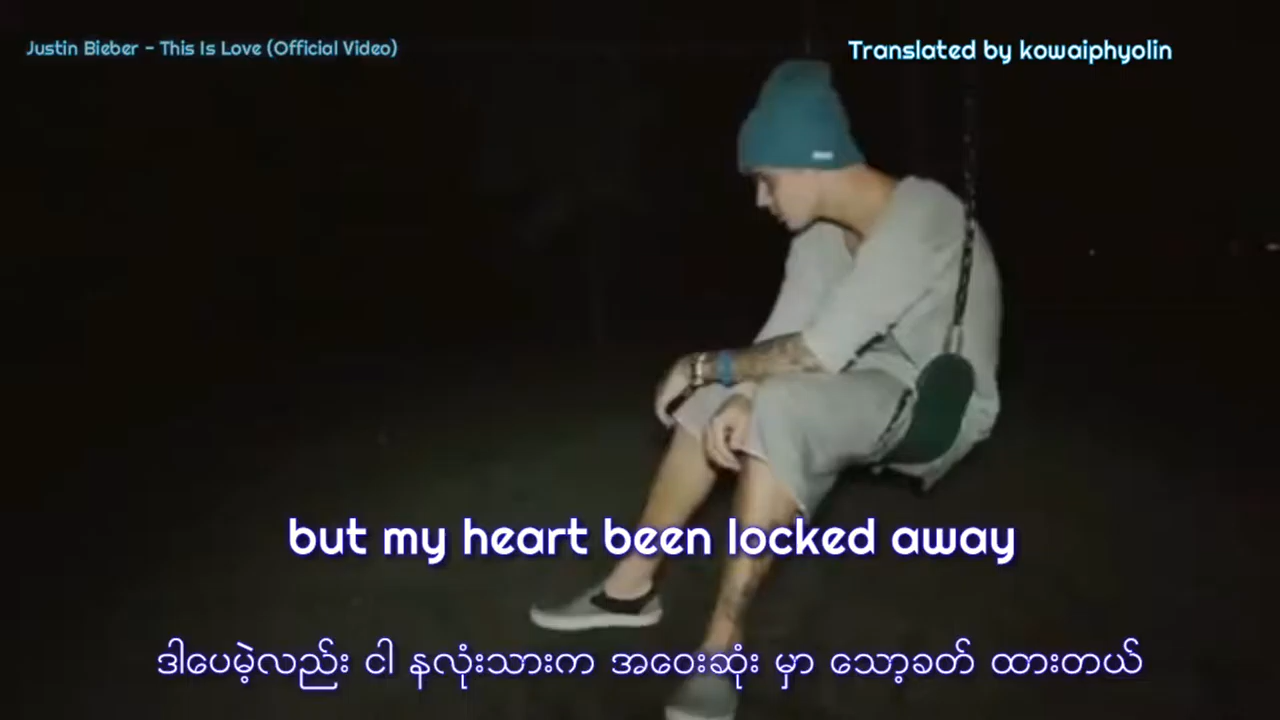 Justin Bieber - This Is Love (Official Video)
Translated by kowaiphyolin
but my heart been locked away
ဒါပေမဲ့လည်း ငါ နှလုံးသားက အဝေးဆုံး မှာ သော့ခတ် ထားတယ်